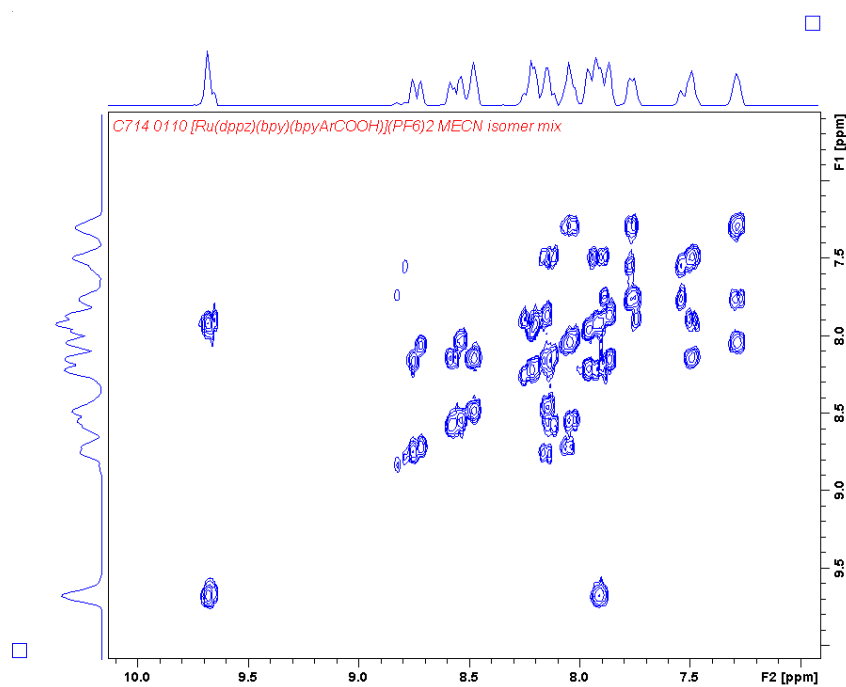 C714 0110 [Ru(dppz)(bpy)(bpyArCOOH)](PF6)2 MECN isomer mix
F1 [ppm]
7.5
8.0
8.5
9.0
9.5
10.0 9.5 9.0 8.5 8.0 7.5 F2 [ppm]